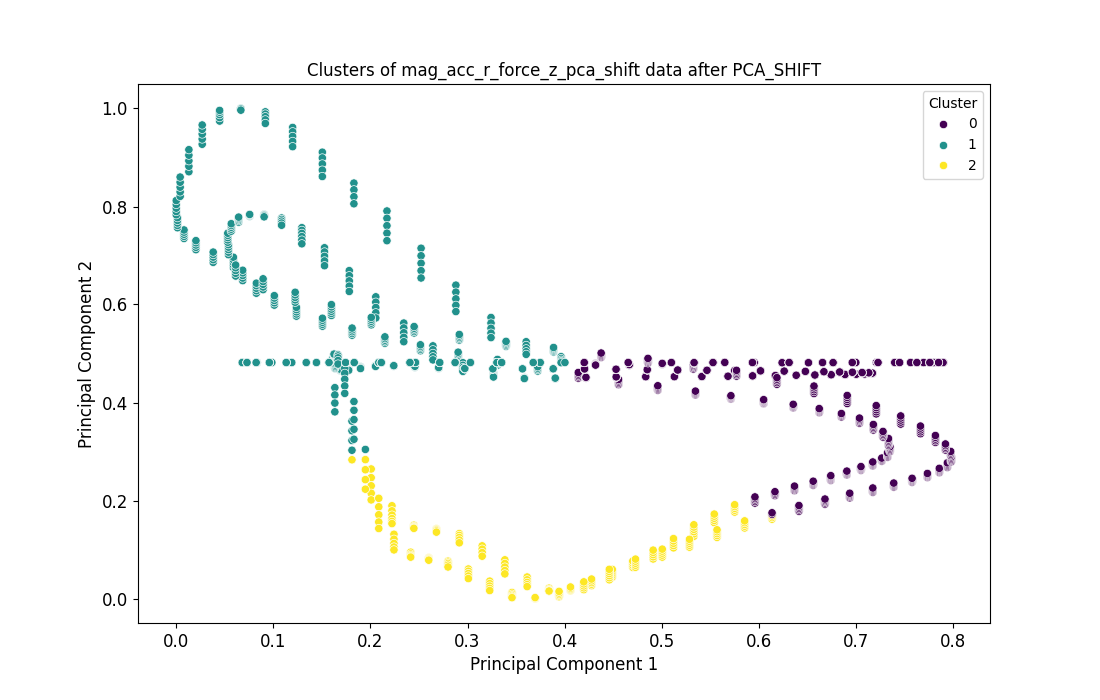 Clusters of mag_acc_r_force_z_pca_shift data after PCA_SHIFT
Cluster
0
1
2
Principal Component 2
1.0
0.8
0.6
0.4
0.2
0.0
0.0 0.1 0.2 0.3 0.4 0.5 0.6 0.7 0.8
Principal Component 1